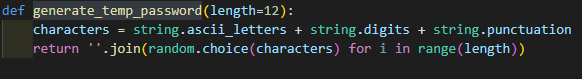 def generate_temp_password(length=12):
    characters = string.ascii_letters + string.digits + string.punctuation
    return ''.join(random.choice(characters) for i in range(length))